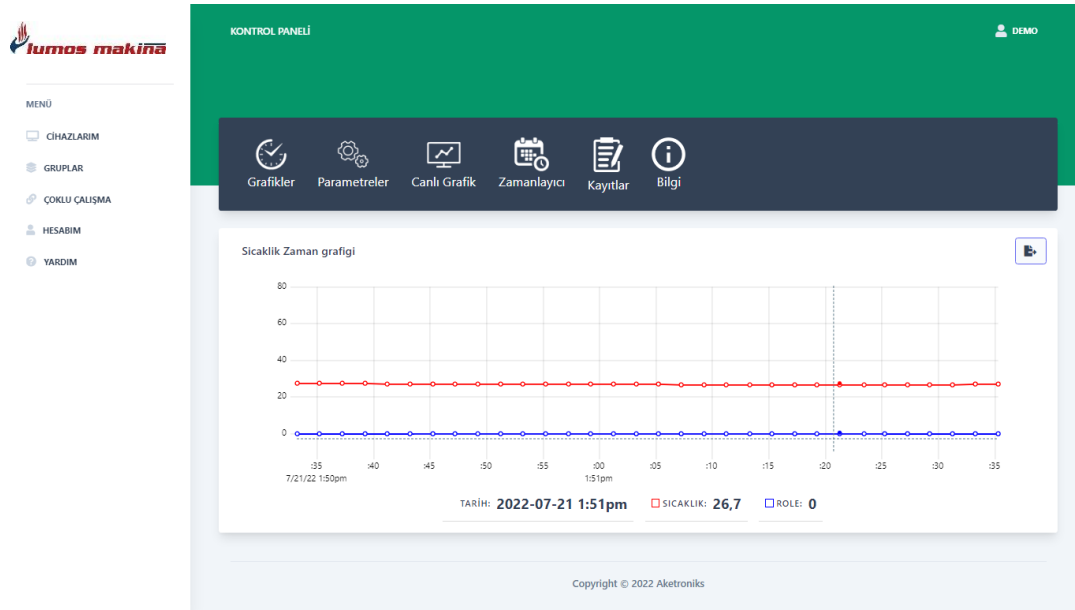 lumos makina
MENÜ
CİHAZLARIM
GRUPLAR
ÇOKLU ÇALIŞMA
HESABIM
YARDIM
KONTROL PANELİ
DEMO
Grafikler Parametreler Canlı Grafik Zamanlayıcı Kayıtlar Bilgi
Sicaklik Zaman grafigi
80
60
40
20
0
:35 :40 :45 :50 :55 :00 :05 :10 :15 :20 :25 :30 :35
7/21/22 1:50pm 1:51pm
TARİH: 2022-07-21 1:51pm SICAKLIK: 26,7 ROLE: 0
Copyright © 2022 Aketroniks